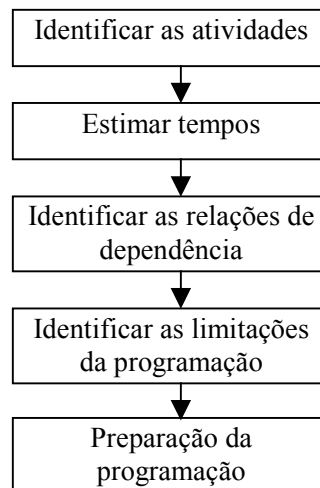 Identificar as atividades
Estimar tempos
Identificar as relações de
dependência
Identificar as limitações
da programação
Preparação da
programação